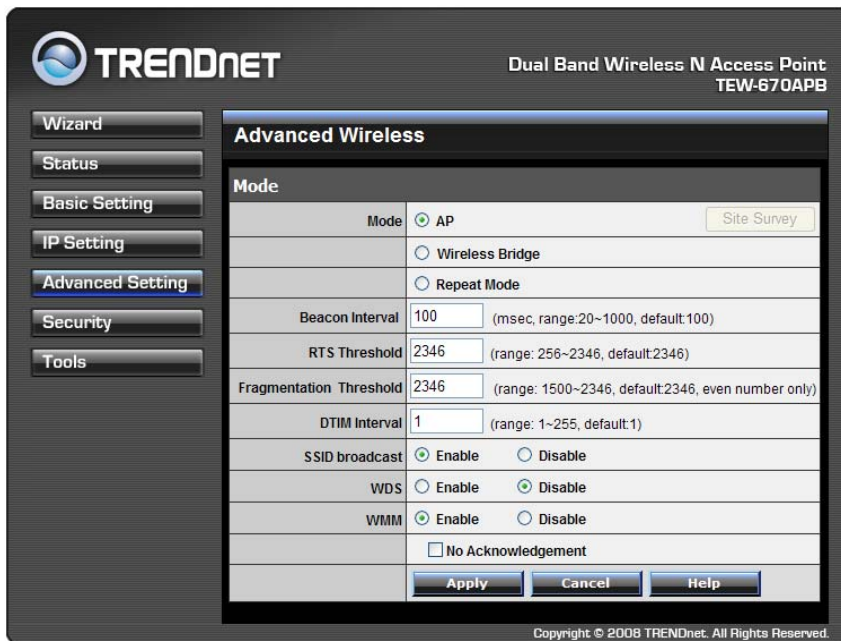 TRENDNET
Dual Band Wireless N Access Point
TEW-670APB
Wizard
Status
Basic Setting
IP Setting
Advanced Setting
Security
Tools
Advanced Wireless
Mode
Mode AP Site Survey
Wireless Bridge
Repeat Mode
Beacon Interval 100 (msec, range:20~1000, default:100)
RTS Threshold 2346 (range: 256~2346, default:2346)
Fragmentation Threshold 2346 (range: 1500~2346, default:2346, even number only)
DTIM Interval 1 (range: 1~255, default:1)
SSID broadcast Enable Disable
WDS Enable Disable
WMM Enable Disable
No Acknowledgement
Apply Cancel Help
Copyright © 2008 TRENDnet. All Rights Reserved.